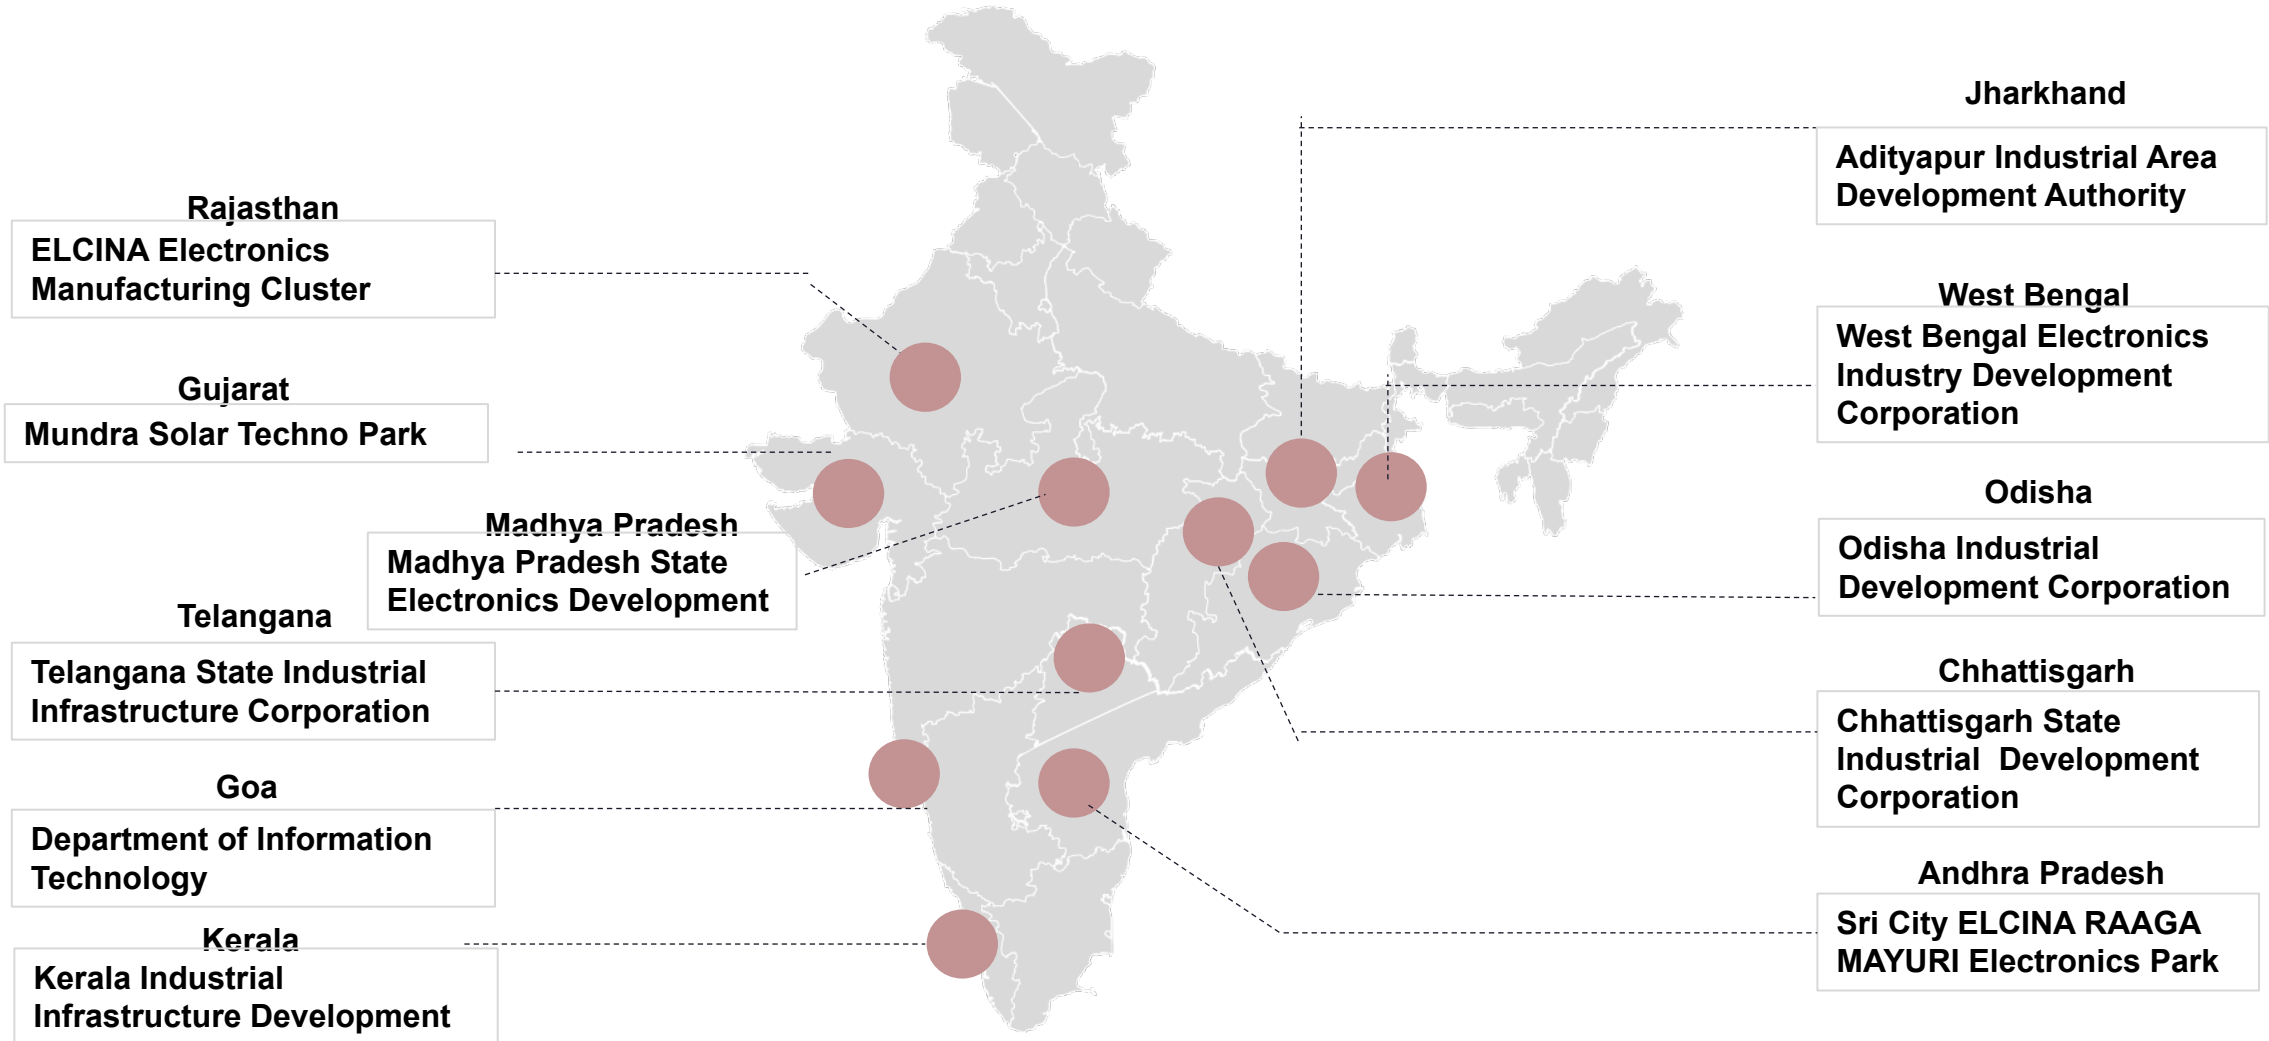 Rajasthan
ELCINA Electronics
Manufacturing Cluster
Gujarat
Mundra Solar Techno Park
Madhya Pradesh
Madhya Pradesh State
Electronics Development
Telangana
Telangana State Industrial
Infrastructure Corporation
Goa
Department of Information
Technology
Kerala
Kerala Industrial
Infrastructure Development
Jharkhand
Adityapur Industrial Area
Development Authority
West Bengal
West Bengal Electronics
Industry Development
Corporation
Odisha
Odisha Industrial
Development Corporation
Chhattisgarh
Chhattisgarh State
Industrial  Development
Corporation
Andhra Pradesh
Sri City ELCINA RAAGA
MAYURI Electronics Park